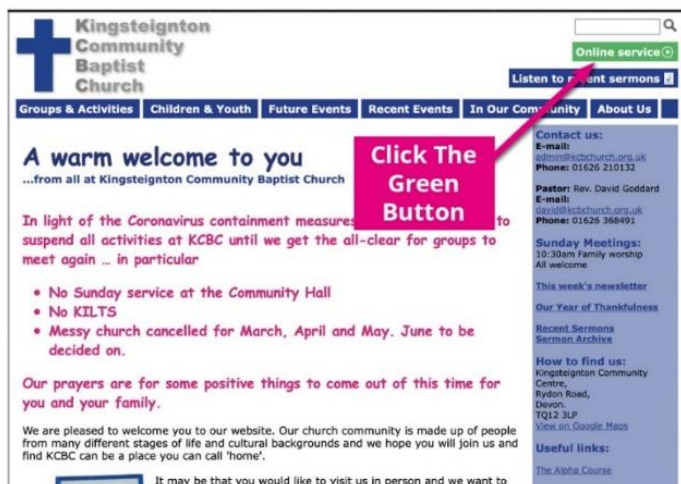 Kingsteignton
Community
Baptist
Church
Online service
Listen to recent sermons
Groups & Activities Children & Youth Future Events Recent Events In Our Community About Us
Click The
Green
Button
A warm welcome to you
...from all at Kingsteignton Community Baptist Church
In light of the Coronavirus containment measures to
suspend all activities at KCBC until we get the all-clear for groups to
meet again ... in particular
• No Sunday service at the Community Hall
• No KILTS
• Messy church cancelled for March, April and May. June to be
decided on.
Our prayers are for some positive things to come out of this time for
you and your family.
We are pleased to welcome you to our website. Our church community is made up of people
from many different stages of life and cultural backgrounds and we hope you will join us and
find KCBC can be a place you can call 'home'.
It may be that you would like to visit us in person and we want to
Contact us:
E-mail:
admin@kcbchurch.org.uk
Phone: 01626 210132
Pastor: Rev. David Goddard
E-mail:
david@kcbchurch.org.uk
Phone: 01626 368491
Sunday Meetings:
10:30am Family worship
All welcome
This week's newsletter
Our Year of Thankfulness
Recent Sermons
Sermon Archive
How to find us:
Kingsteignton Community
Centre,
Rydon Road,
Devon.
TQ12 3LP
View on Google Maps
Useful links:
The Alpha Course